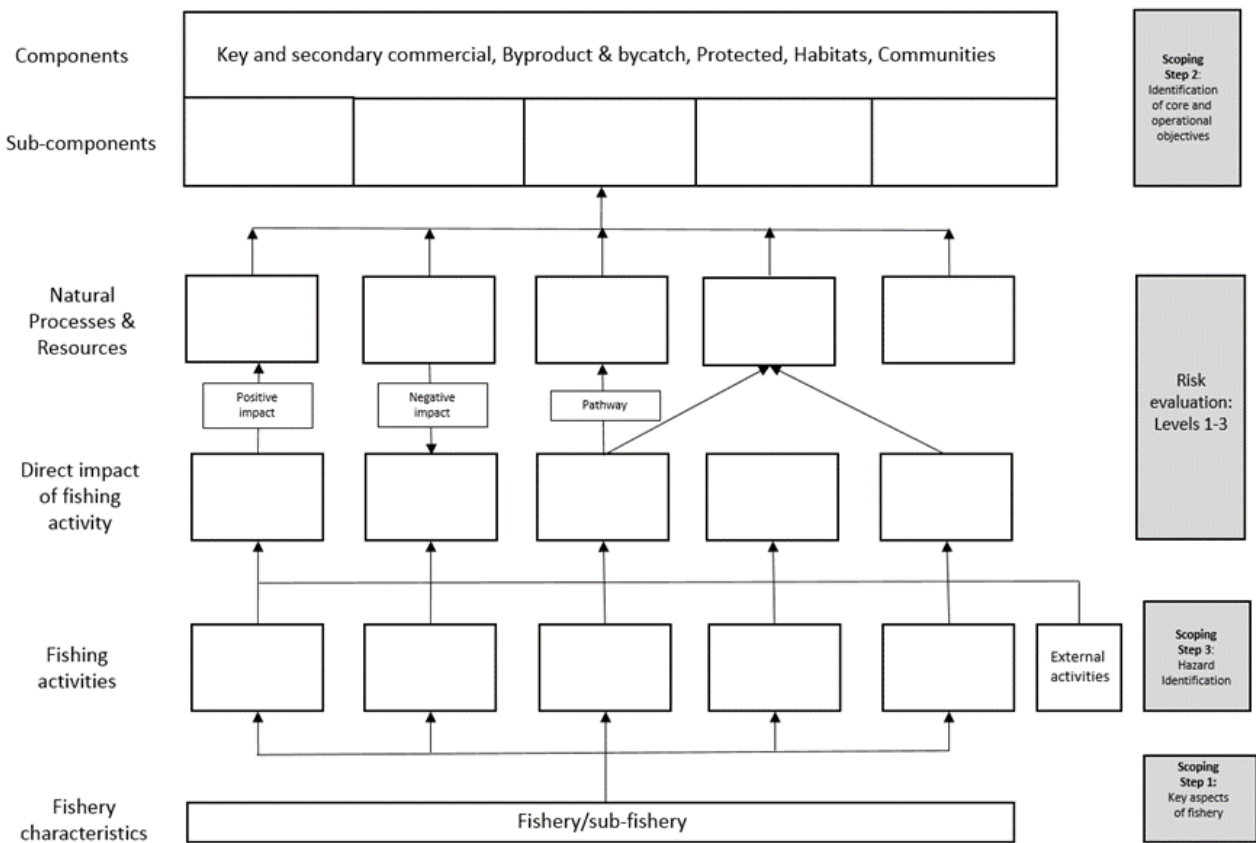 Components
Key and secondary commercial, Byproduct & bycatch, Protected, Habitats, Communities
Scoping
Step 2:
Identification
of core and
operational
objectives
Sub-components
Natural
Processes &
Resources
Positive
impact
Negative
impact
Pathway
Risk
evaluation:
Levels 1-3
Direct impact
of fishing
activity
Fishing
activities
External
activities
Scoping
Step 3:
Hazard
Identification
Fishery
characteristics
Fishery/sub-fishery
Scoping
Step 1:
Key aspects
of fishery